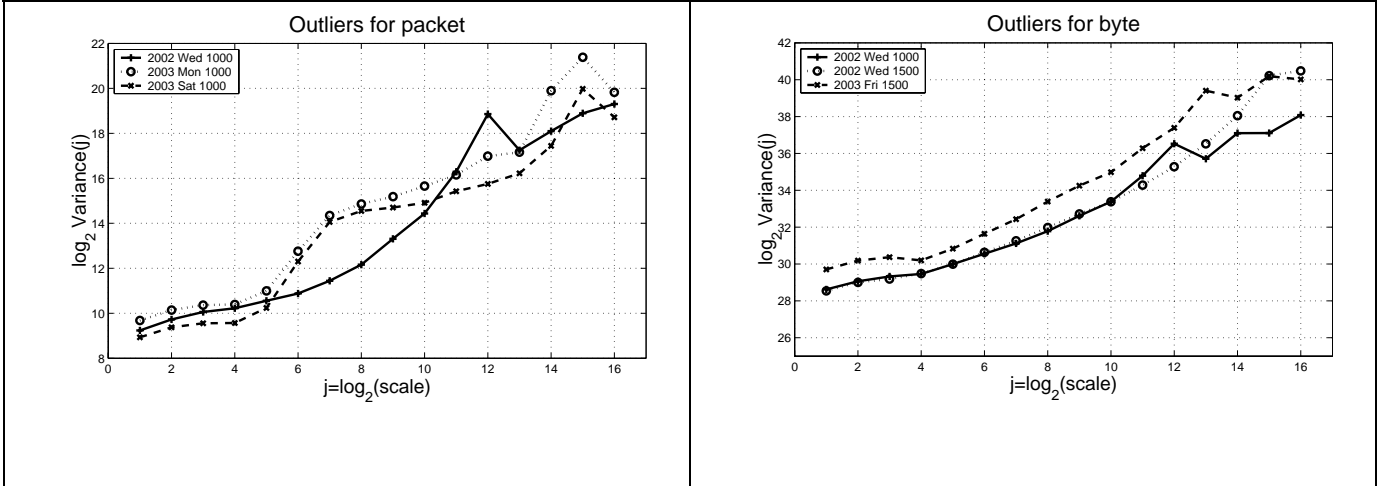 Outliers for packet
2002 Wed 1000
2003 Mon 1000
2003 Sat 1000
log2 Variance(j)
22
20
18
16
14
12
10
8
0 2 4 6 8 10 12 14 16
j=log2(scale)
Outliers for byte
2002 Wed 1000
2002 Wed 1500
2003 Fri 1500
log2 Variance(j)
42
40
38
36
34
32
30
28
26
0 2 4 6 8 10 12 14 16
j=log2(scale)